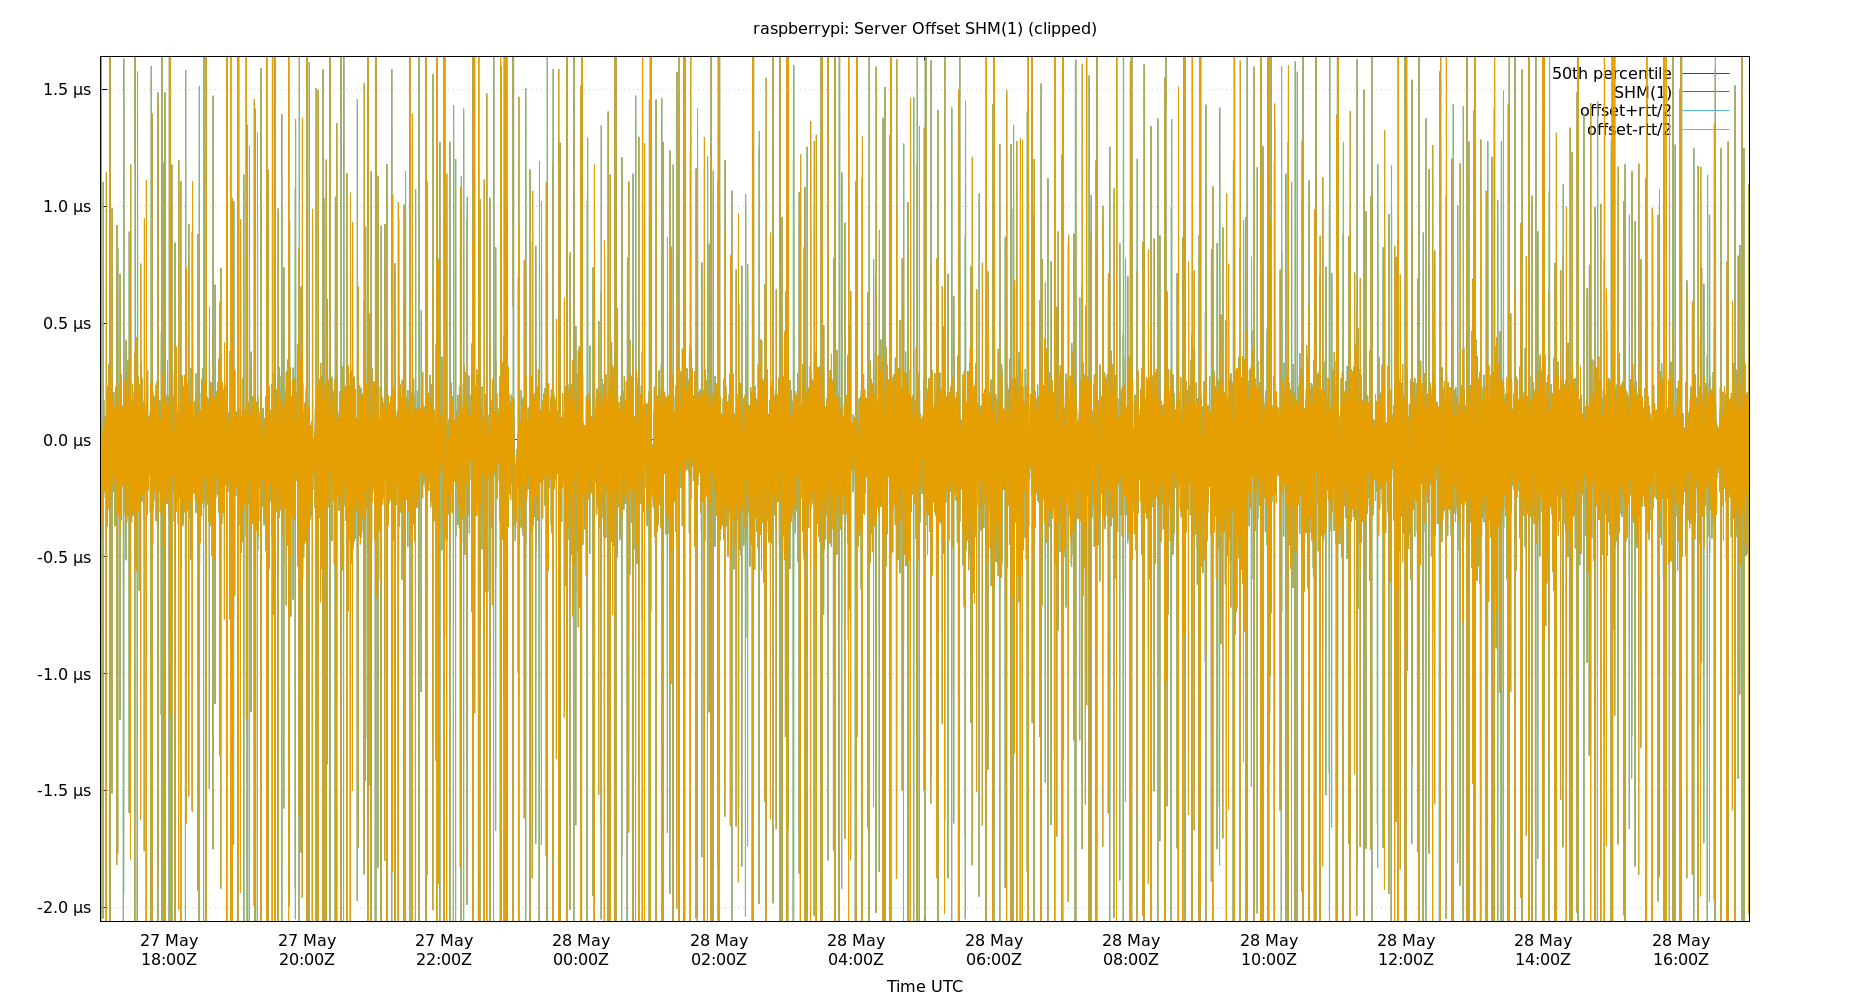 raspberrypi: Server Offset SHM(1) (clipped)
50th percentile
SHM(1)
offset+rtt/2
offset-rtt/2
1.5 µs
1.0 µs
0.5 µs
0.0 µs
-0.5 µs
-1.0 µs
-1.5 µs
-2.0 µs
27 May 27 May 27 May 28 May 28 May 28 May 28 May 28 May 28 May 28 May 28 May 28 May
18:00Z 20:00Z 22:00Z 00:00Z 02:00Z 04:00Z 06:00Z 08:00Z 10:00Z 12:00Z 14:00Z 16:00Z
Time UTC